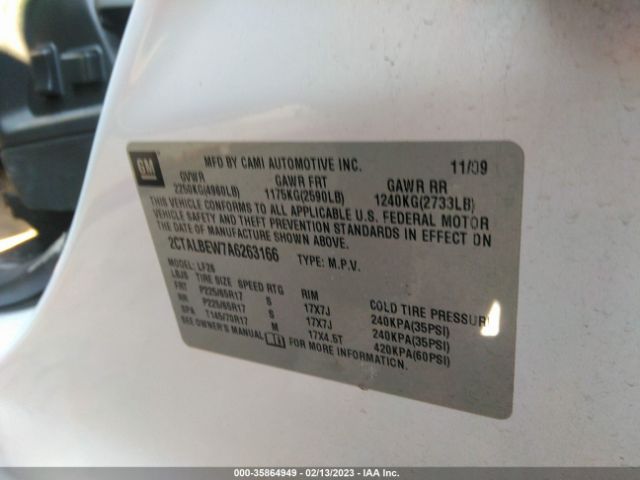 GM
MFD BY CAMI AUTOMOTIVE INC. 11/09
GVWR GAWR FRT GAWR RR
2250KG(4960LB) 1175KG(2590LB) 1240KG(2733LB)
THIS VEHICLE CONFORMS TO ALL APPLICABLE U.S. FEDERAL MOTOR
VEHICLE SAFETY AND THEFT PREVENTION STANDARDS IN EFFECT ON
THE DATE OF MANUFACTURE SHOWN ABOVE.
2CTALBEW7A6263166 TYPE: M.P.V.
MODEL: LF26
LBJS TIRE SIZE SPEED RTG RIM COLD TIRE PRESSUR
FRT P225/65R17 S 17X7J 240KPA(35PSI)
RR P225/65R17 S 17X7J 240KPA(35PSI)
SPA T145/70R17 M 17X4.5T 420KPA(60PSI)
SEE OWNER'S MANUAL FOR MORE INFORMATION.
000-35864949 — 02/13/2023 — IAA Inc.